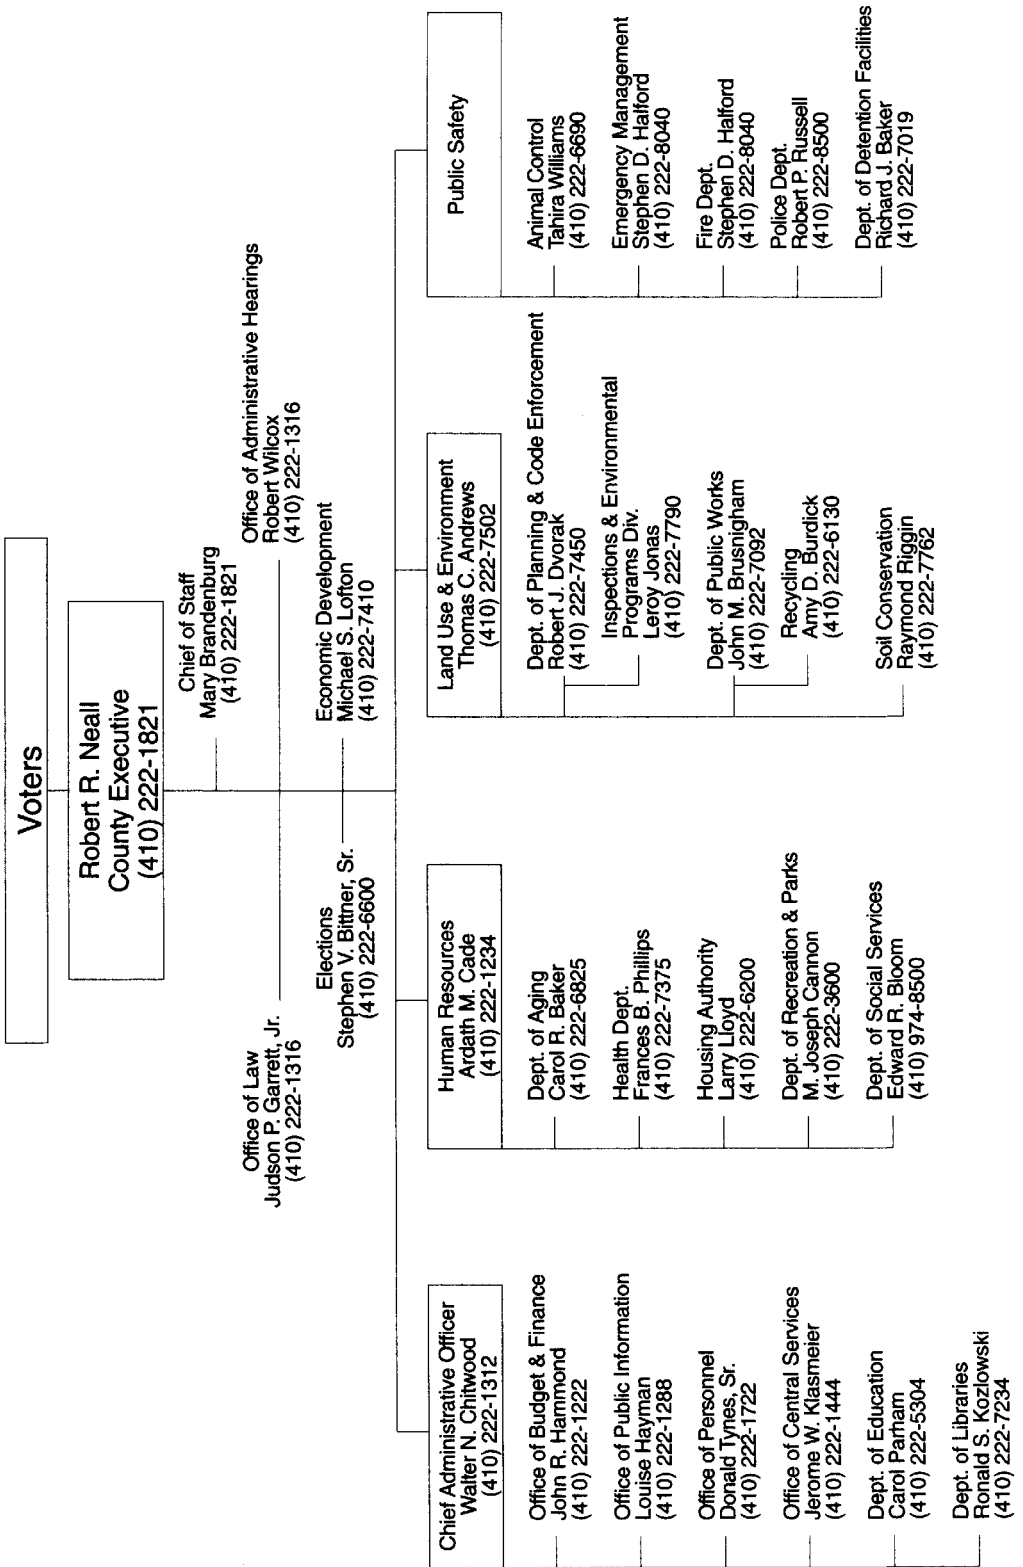 Voters
Robert R. Neall
County Executive
(410) 222-1821
Chief of Staff
Mary Brandenburg
(410) 222-1821
Office of Law
Judson P. Garrett, Jr.
(410) 222-1316
Office of Administrative Hearings
Robert Wilcox
(410) 222-1316
Elections
Stephen V. Bittner, Sr.
(410) 222-6600
Economic Development
Michael S. Lofton
(410) 222-7410
Chief Administrative Officer
Walter N. Chitwood
(410) 222-1312
Office of Budget & Finance
John R. Hammond
(410) 222-1222
Office of Public Information
Louise Hayman
(410) 222-1288
Office of Personnel
Donald Tynes, Sr.
(410) 222-1722
Office of Central Services
Jerome W. Klasmeier
(410) 222-1444
Dept. of Education
Carol Parham
(410) 222-5304
Dept. of Libraries
Ronald S. Kozlowski
(410) 222-7234
Human Resources
Ardath M. Cade
(410) 222-1234
Dept. of Aging
Carol R. Baker
(410) 222-6825
Health Dept.
Frances B. Phillips
(410) 222-7375
Housing Authority
Larry Lloyd
(410) 222-6200
Dept. of Recreation & Parks
M. Joseph Cannon
(410) 222-3600
Dept. of Social Services
Edward R. Bloom
(410) 974-8500
Land Use & Environment
Thomas C. Andrews
(410) 222-7502
Dept. of Planning & Code Enforcement
Robert J. Dvorak
(410) 222-7450
Inspections & Environmental
Programs Div.
Leroy Jonas
(410) 222-7790
Dept. of Public Works
John M. Brusnigham
(410) 222-7092
Recycling
Amy D. Burdick
(410) 222-6130
Soil Conservation
Raymond Riggin
(410) 222-7762
Public Safety
Animal Control
Tahira Williams
(410) 222-6690
Emergency Management
Stephen D. Halford
(410) 222-8040
Fire Dept.
Stephen D. Halford
(410) 222-8040
Police Dept.
Robert P. Russell
(410) 222-8500
Dept. of Detention Facilities
Richard J. Baker
(410) 222-7019